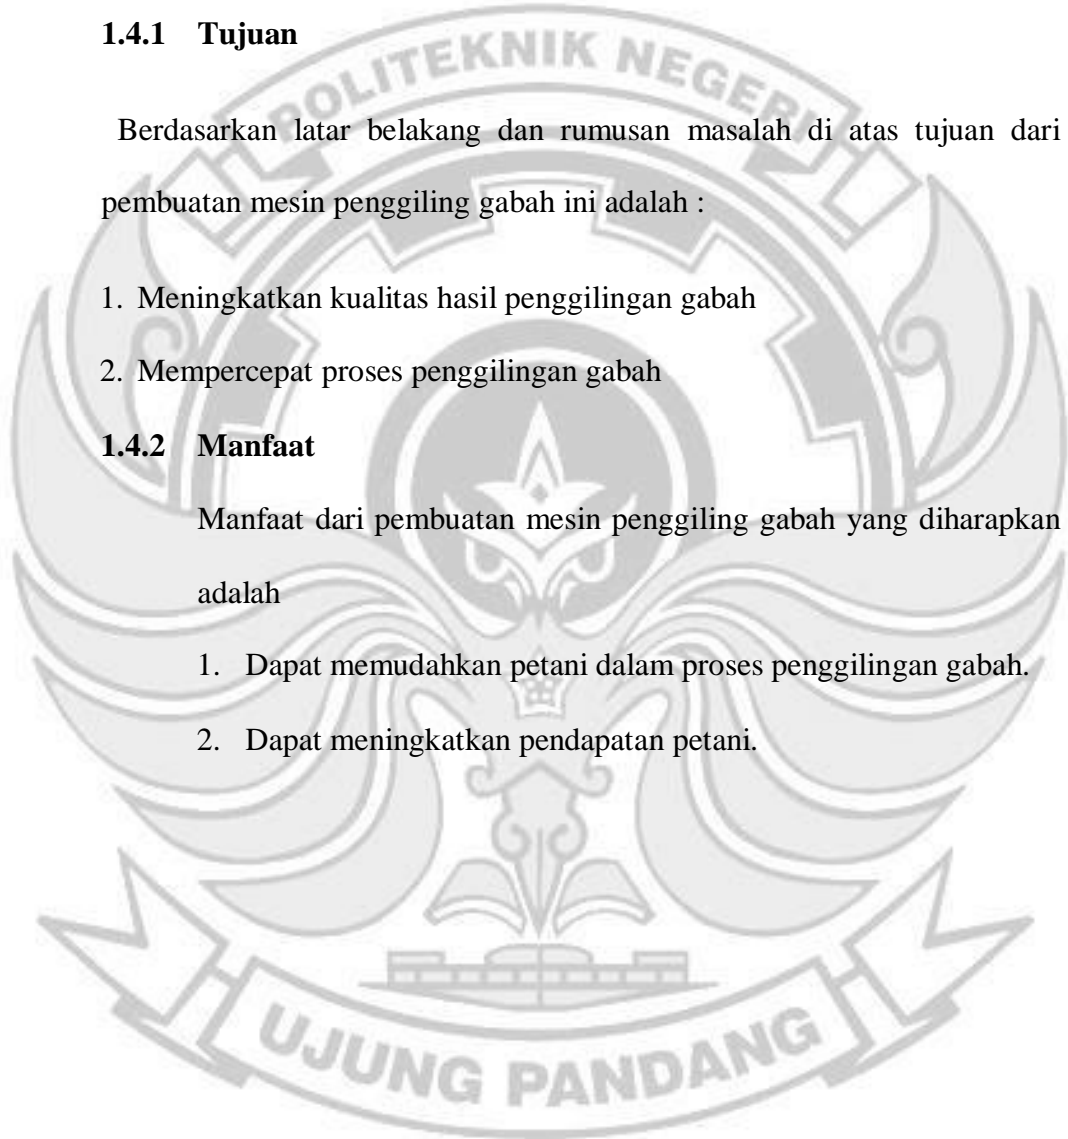 1.4.1 Tujuan
POLITEKNIK NEGERI
Berdasarkan latar belakang dan rumusan masalah di atas tujuan dari
pembuatan mesin penggiling gabah ini adalah :
1. Meningkatkan kualitas hasil penggilingan gabah
2. Mempercepat proses penggilingan gabah
1.4.2 Manfaat
Manfaat dari pembuatan mesin penggiling gabah yang diharapkan
adalah
1. Dapat memudahkan petani dalam proses penggilingan gabah.
2. Dapat meningkatkan pendapatan petani.
UJUNG PANDANG